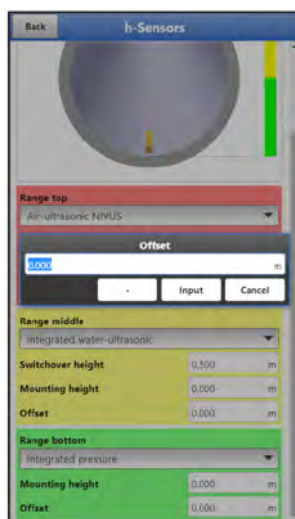 Back h-Sensors
Range top
Air-ultrasonic NIVUS
Offset
0.000 m
- Input Cancel
Range middle
Integrated water-ultrasonic
Switchover height 0,500 m
Mounting height 0,000 m
Offset 0,000 m
Range bottom
Integrated pressure
Mounting height 0,000 m
Offset 0,000 m